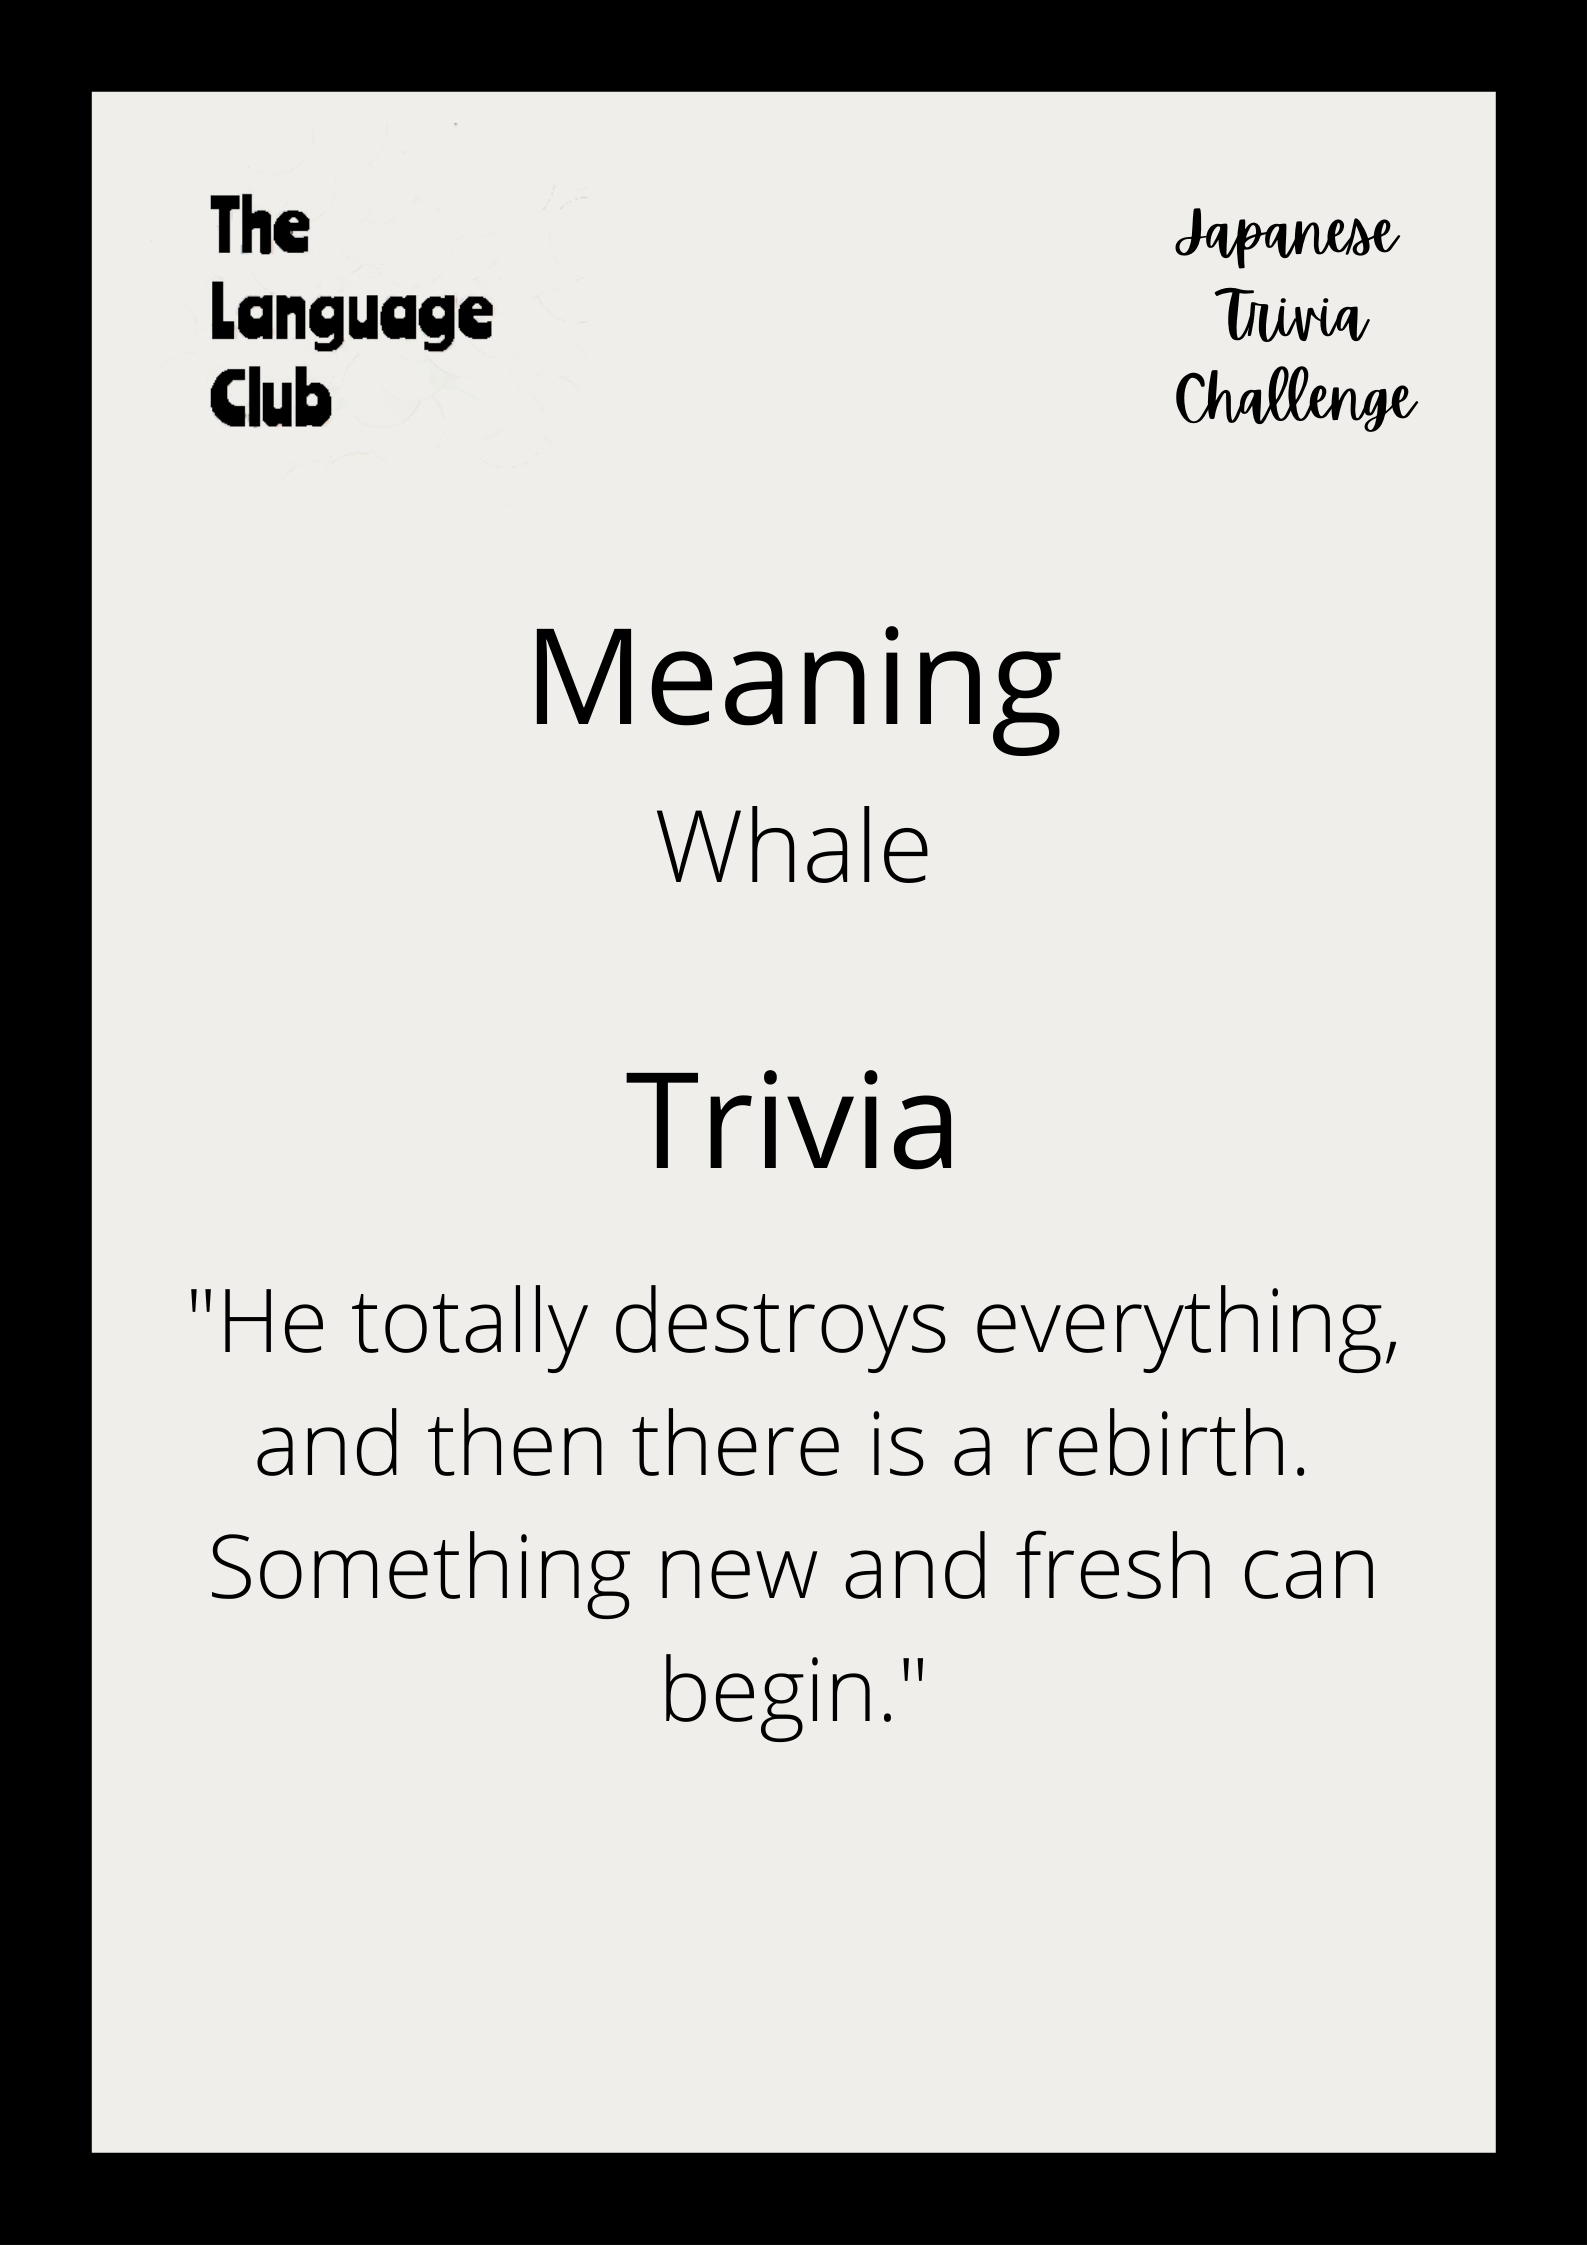 The
Language
Club
Japanese
Trivia
Challenge
Meaning
Whale
Trivia
"He totally destroys everything,
and then there is a rebirth.
Something new and fresh can
begin."